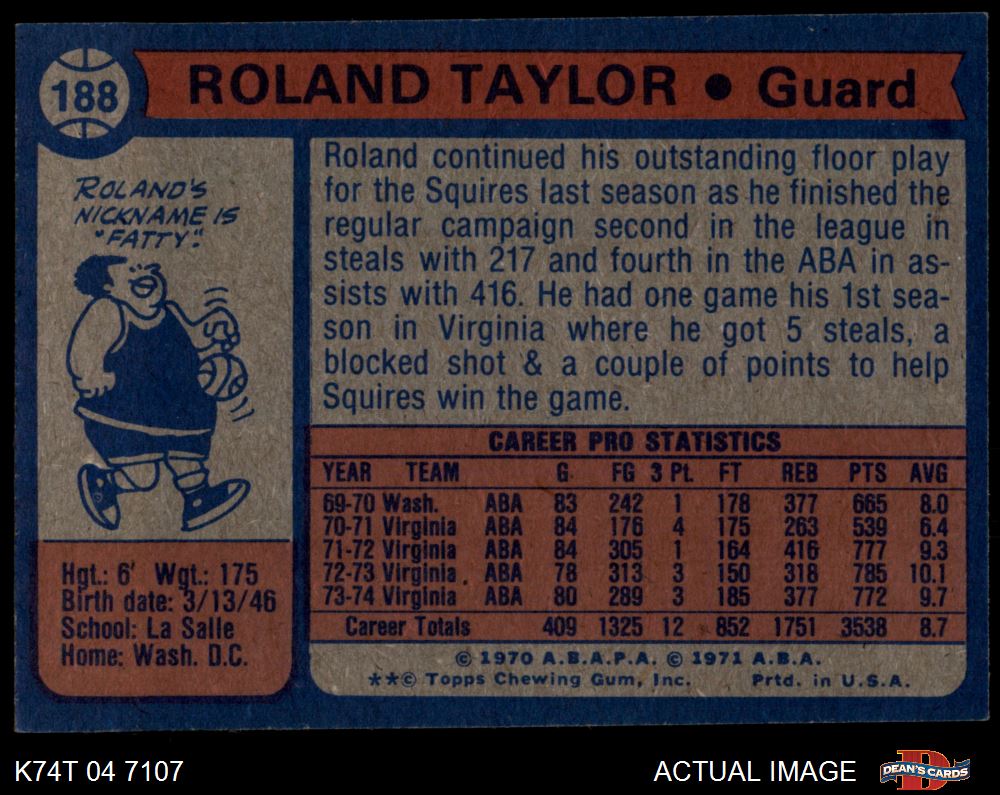 188
ROLAND TAYLOR • Guard
ROLAND'S
NICKNAME IS
"FATTY".
Hgt.: 6' Wgt.: 175
Birth date: 3/13/46
School: La Salle
Home: Wash. D.C.
Roland continued his outstanding floor play
for the Squires last season as he finished the
regular campaign second in the league in
steals with 217 and fourth in the ABA in as-
sists with 416. He had one game his 1st sea-
son in Virginia where he got 5 steals, a
blocked shot & a couple of points to help
Squires win the game.
CAREER PRO STATISTICS
YEAR TEAM G FG 3 Pt. FT REB PTS AVG
69-70 Wash. ABA 83 242 1 178 377 665 8.0
70-71 Virginia ABA 84 176 4 175 263 539 6.4
71-72 Virginia ABA 84 305 1 164 416 777 9.3
72-73 Virginia ABA 78 313 3 150 318 785 10.1
73-74 Virginia ABA 80 289 3 185 377 772 9.7
Career Totals 409 1325 12 852 1751 3538 8.7
© 1970 A.B.A.P.A. © 1971 A.B.A.
**© Topps Chewing Gum, Inc. Prtd. in U.S.A.
K74T 04 7107
ACTUAL IMAGE
D
DEAN'S CARDS